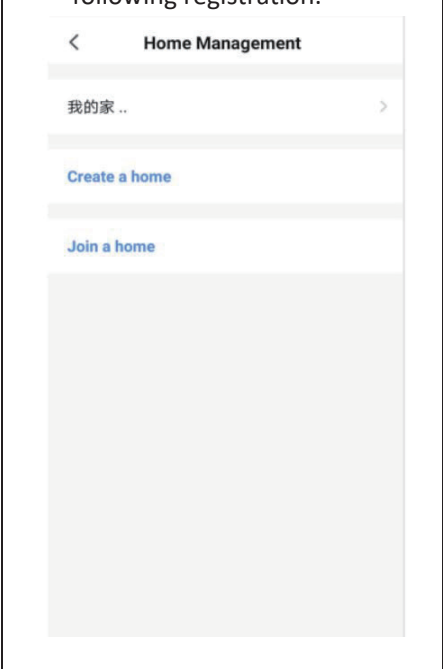 following registration.
Home Management
我的家 ..
Create a home
Join a home